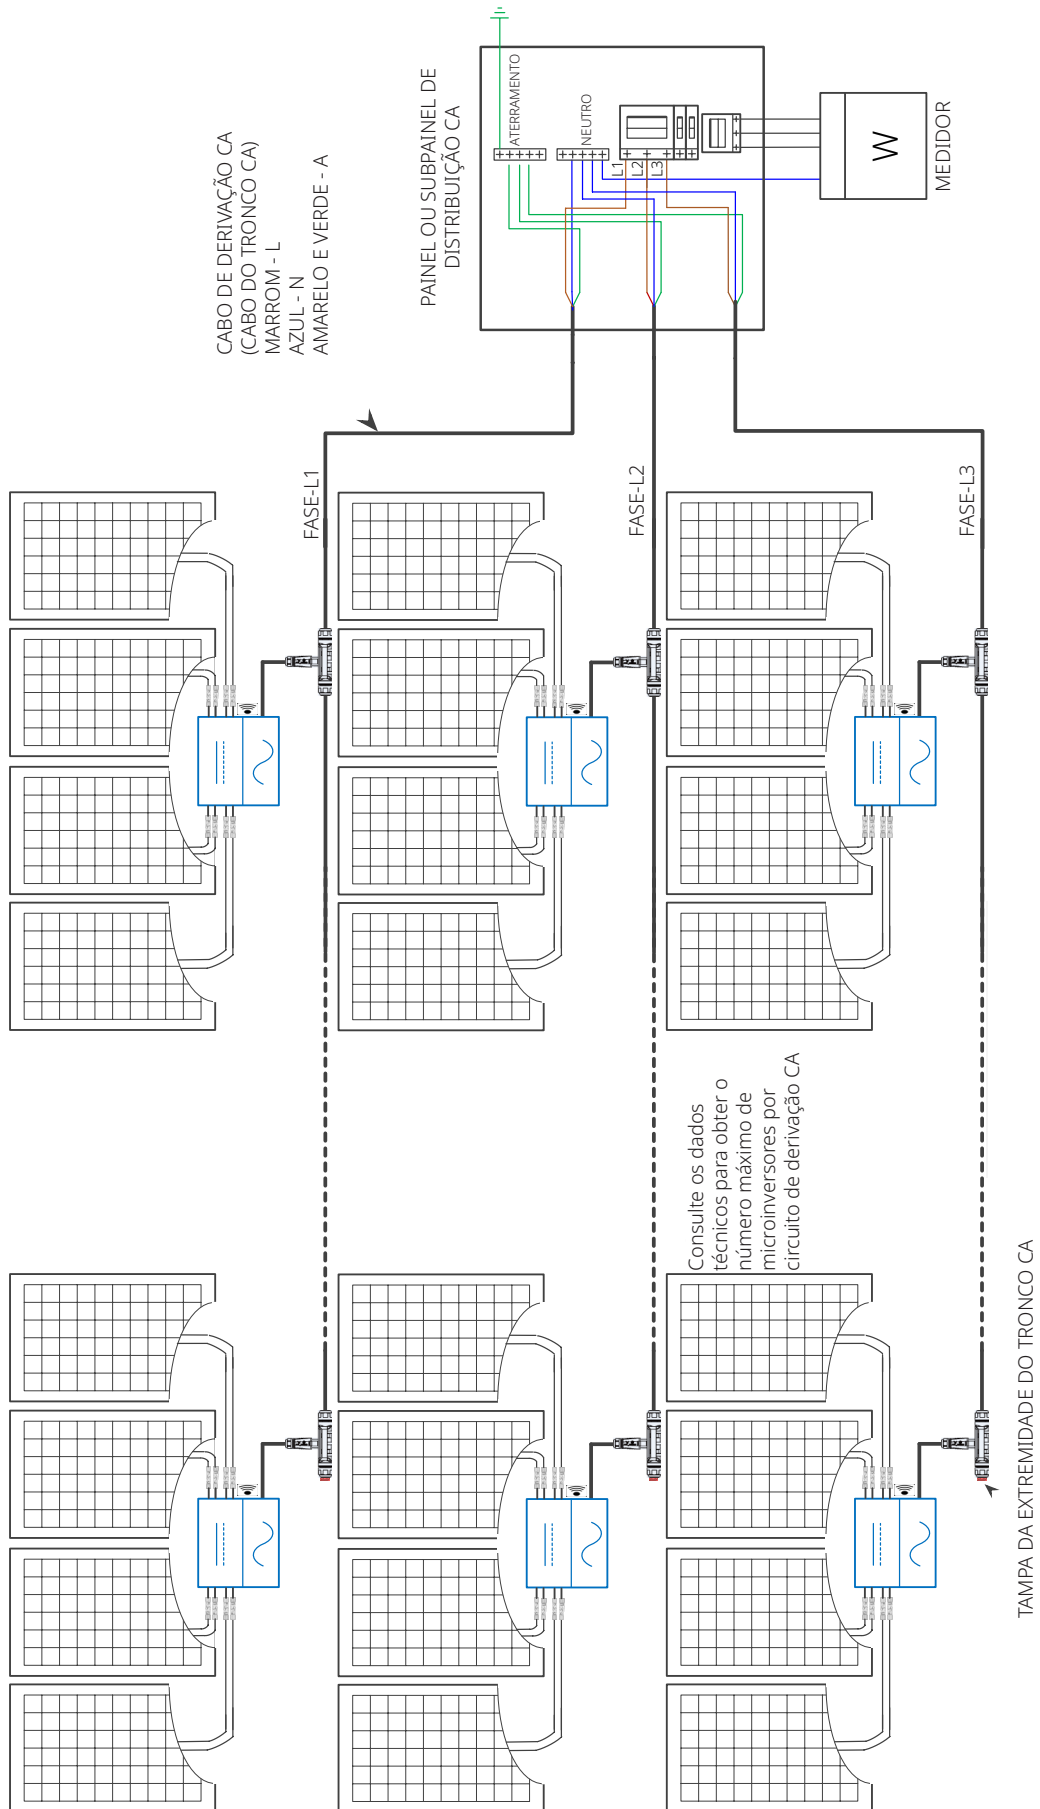 CABO DE DERIVAÇÃO CA
(CABO DO TRONCO CA)
MARROM - L
AZUL - N
AMARELO E VERDE - A
PAINEL OU SUBPAINEL DE
DISTRIBUIÇÃO CA
ATERRAMENTO
NEUTRO
L1
L2
L3
W
MEDIDOR
FASE-L1
FASE-L2
FASE-L3
Consulte os dados
técnicos para obter o
número máximo de
microinversores por
circuito de derivação CA
TAMPA DA EXTREMIDADE DO TRONCO CA